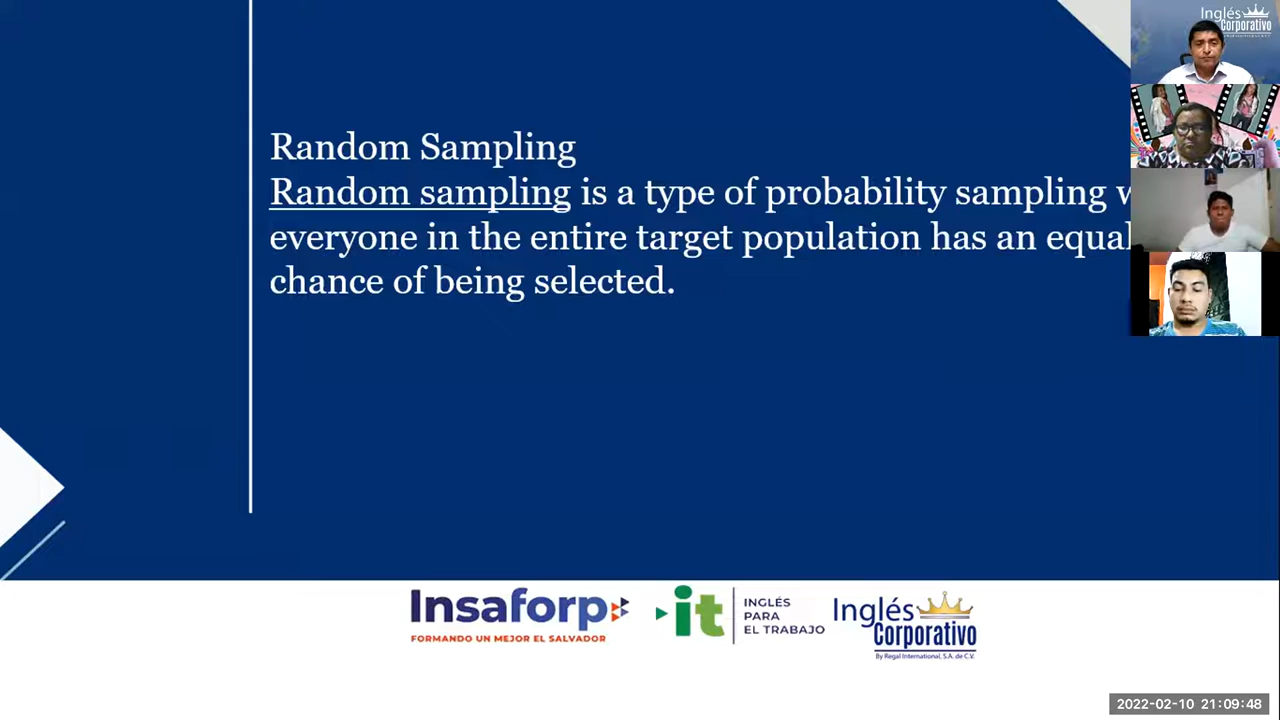 Random Sampling
Random sampling is a type of probability sampling
everyone in the entire target population has an equal
chance of being selected.
Inglés
Corporativo
Insaforp
FORMANDO UN MEJOR EL SALVADOR
it
INGLÉS
PARA
EL TRABAJO
Inglés
Corporativo
By Regal International, S.A. de C.V.
2022-02-10 21:09:48